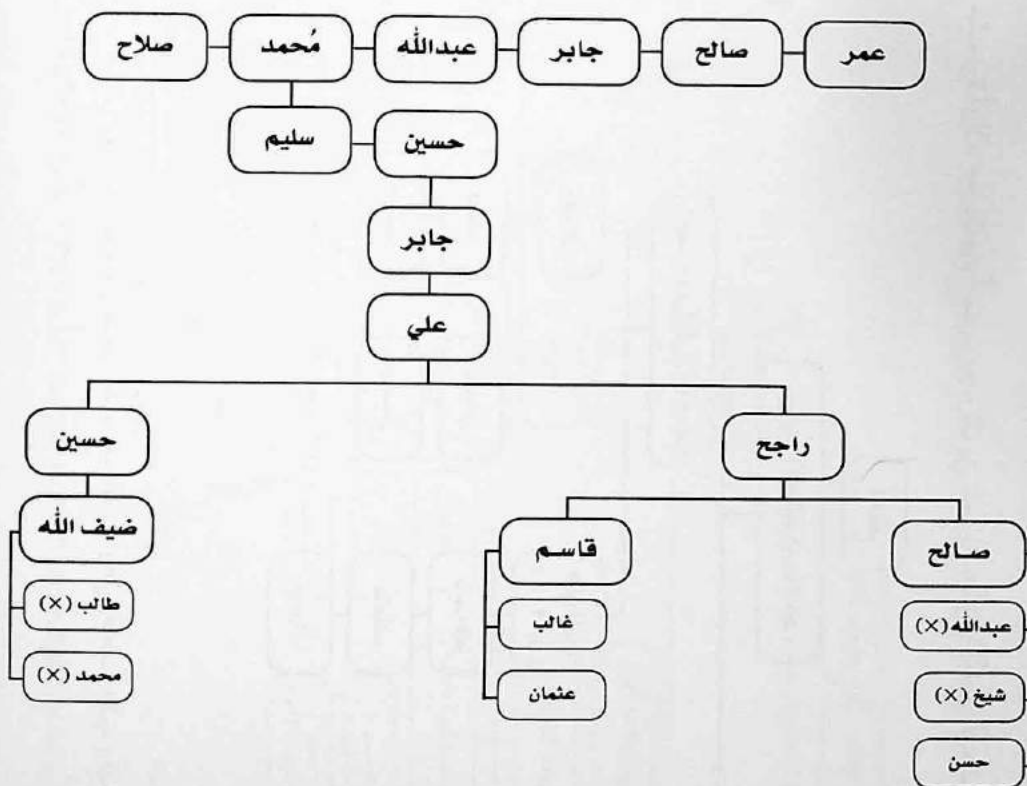 عمر صالح جابر عبدالله مُحمد صلاح
حسين سليم
جابر
علي
راجح حسين
صالح قاسم ضيف الله
عبدالله (×) غالب طالب (×)
شيخ (×) عثمان محمد (×)
حسن